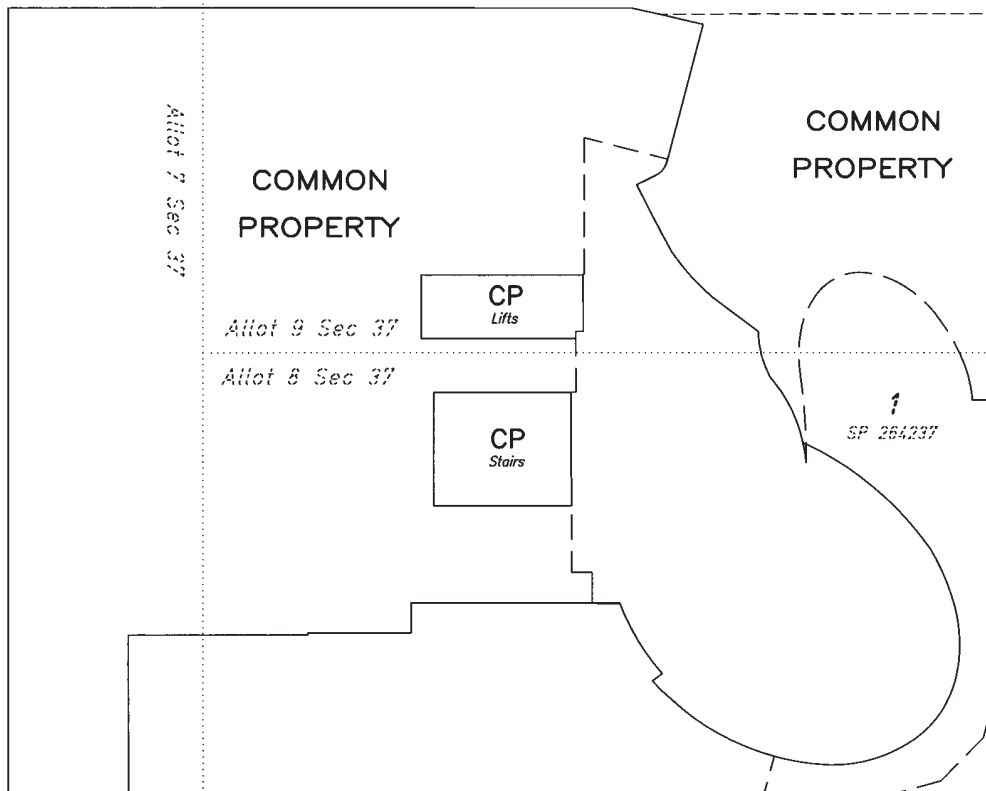 COMMON
PROPERTY
COMMON
PROPERTY
Allot 7 Sec 37
CP
Lifts
Allot 9 Sec 37
Allot 8 Sec 37
CP
Stairs
1
SP 264237